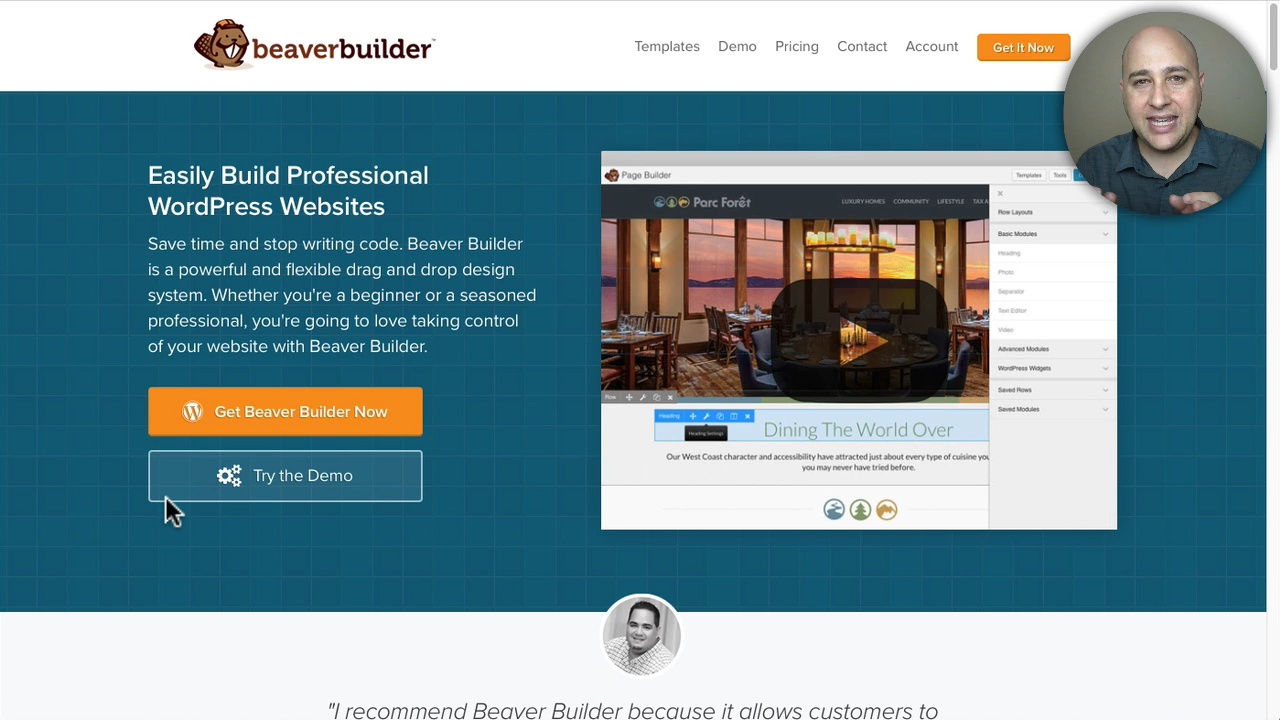 beaverbuilder™
Templates Demo Pricing Contact Account Get It Now
Easily Build Professional
WordPress Websites
Save time and stop writing code. Beaver Builder
is a powerful and flexible drag and drop design
system. Whether you're a beginner or a seasoned
professional, you're going to love taking control
of your website with Beaver Builder.
Get Beaver Builder Now
Try the Demo
Page Builder Templates Tools
Parc Forêt LUXURY HOMES COMMUNITY LIFESTYLE TAX A
Row Layouts
Basic Modules
Heading
Photo
Separator
Text Editor
Video
Advanced Modules
WordPress Widgets
Saved Rows
Saved Modules
Row
Heading
Heading Settings
Dining The World Over
Our West Coast character and accessibility have attracted just about every type of cuisine you
you may never have tried before.
"I recommend Beaver Builder because it allows customers to